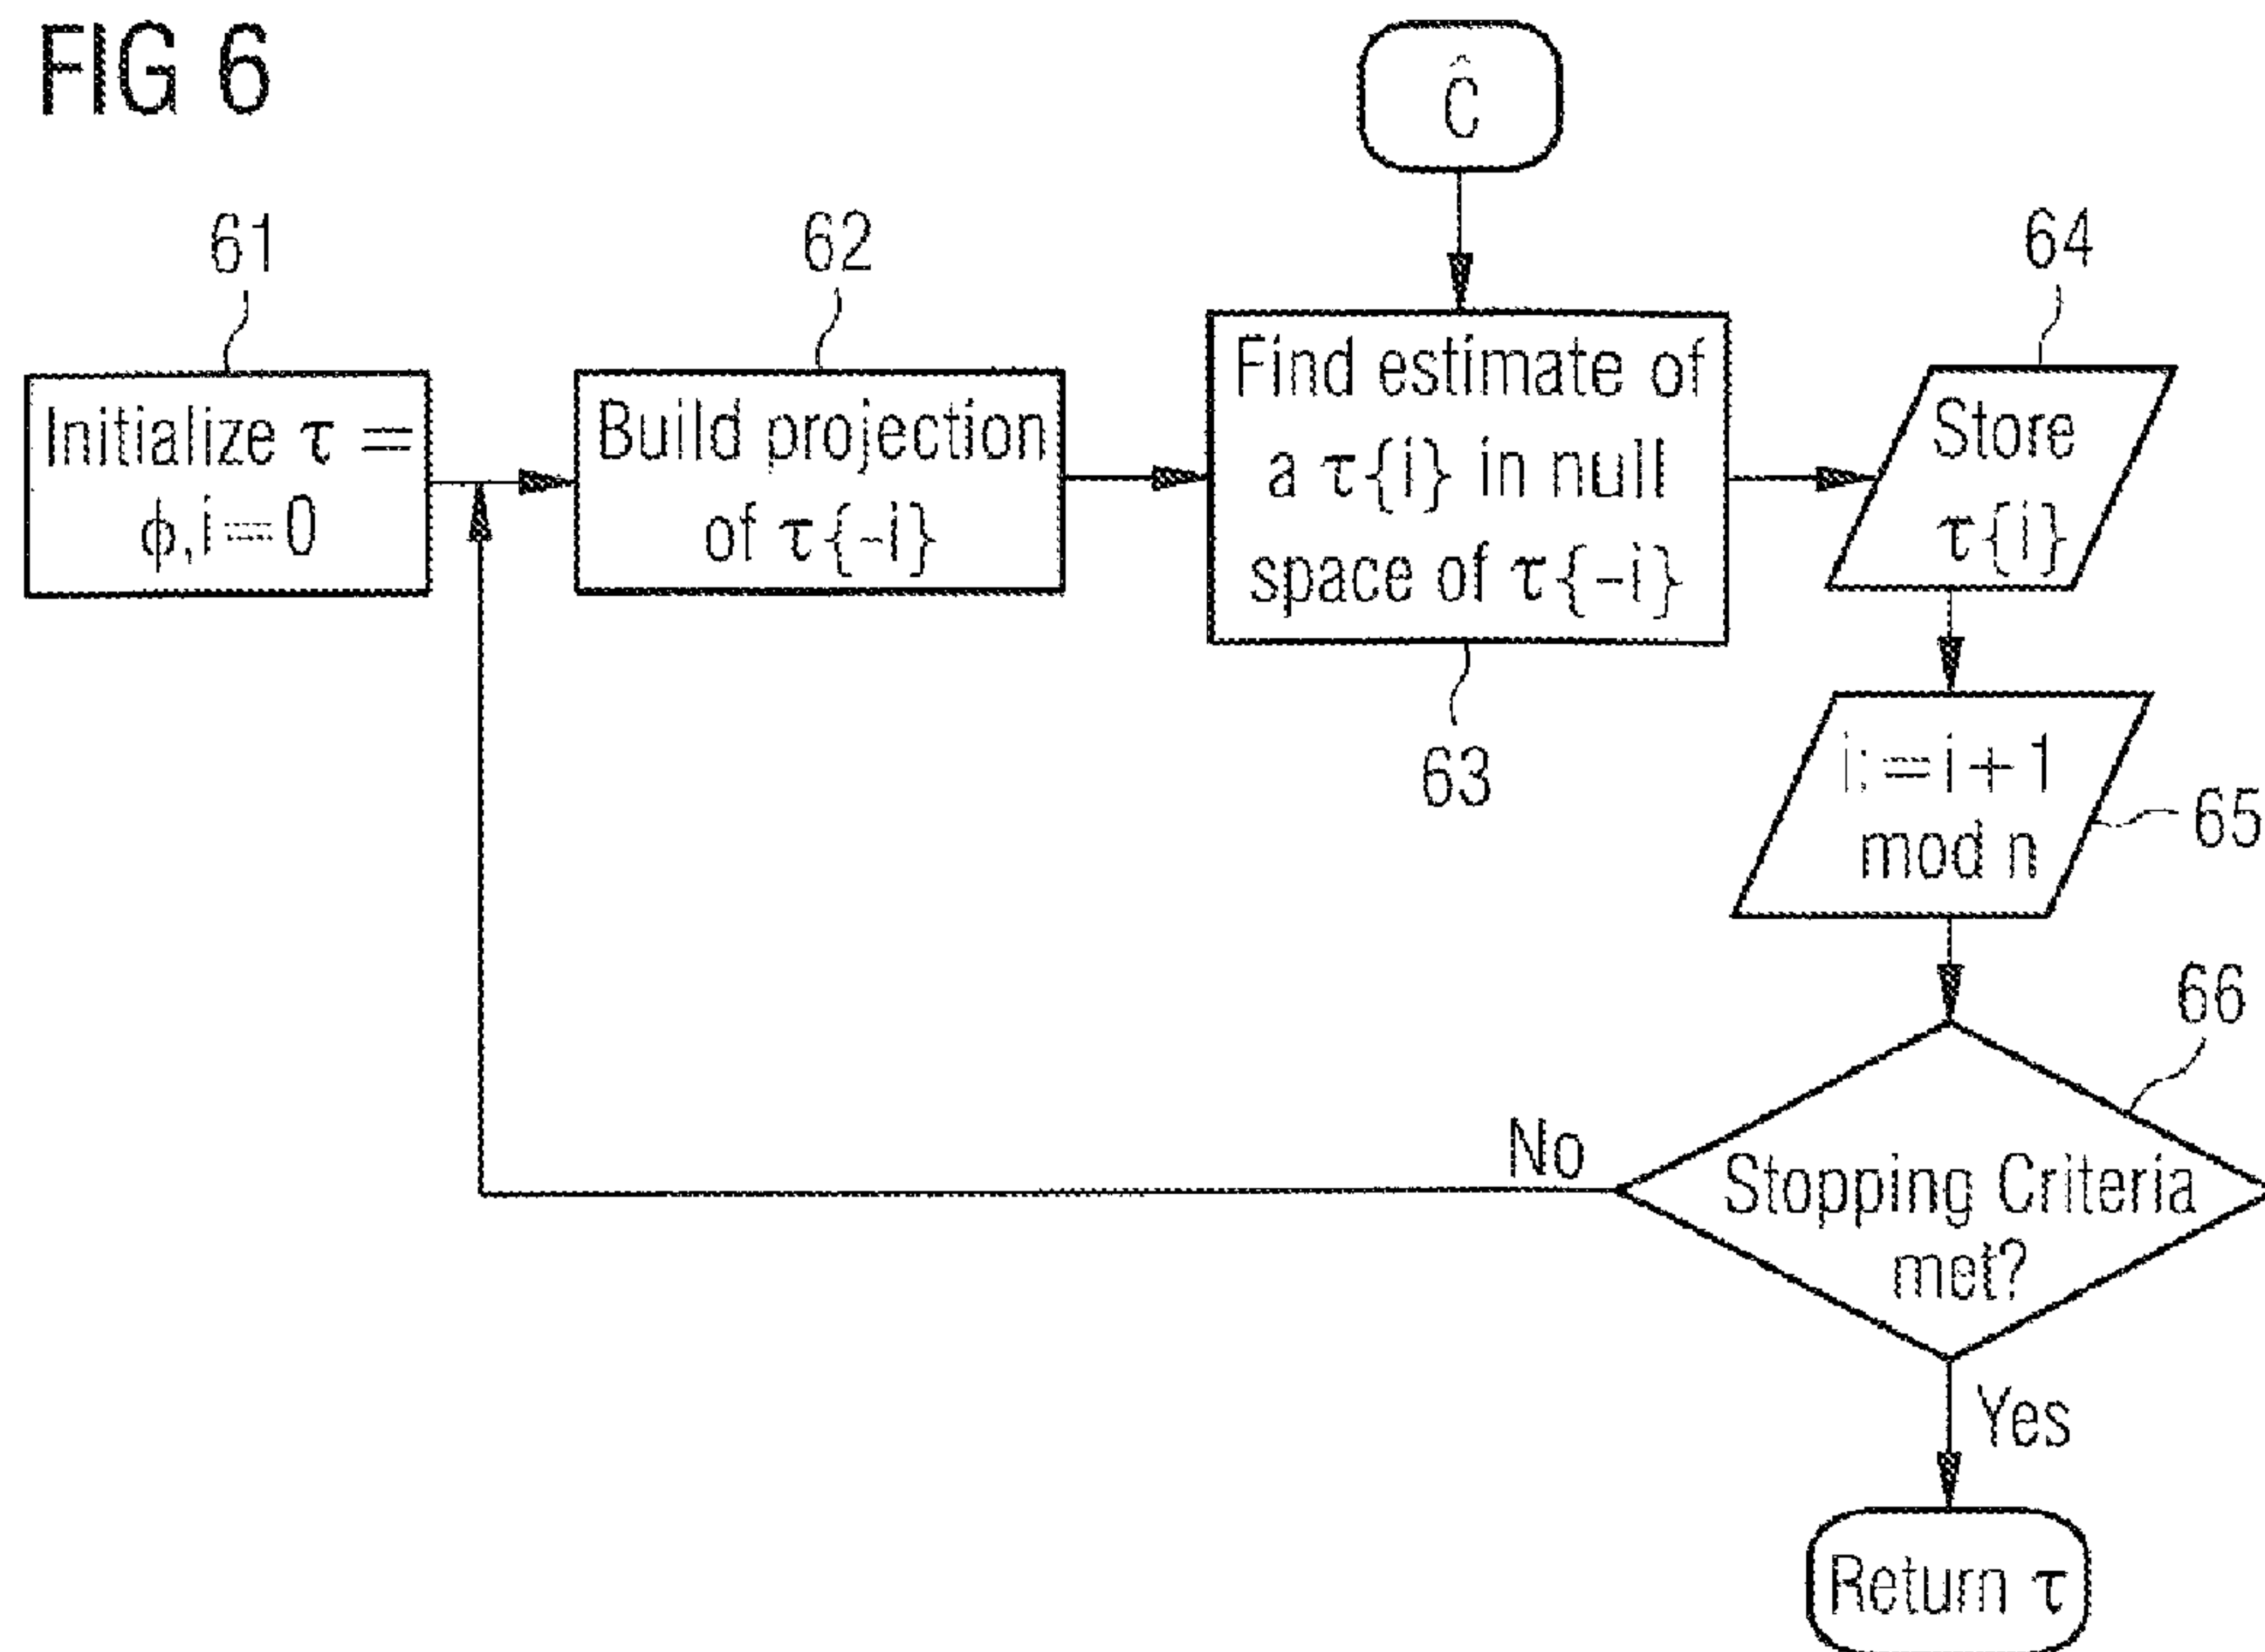 FIG 6
Ĉ
61
62
64
Initialize τ =
ϕ, i=0
Build projection
of τ{-i}
Find estimate of
a τ{i} in null
space of τ{-i}
Store
τ{i}
63
i:=i+1
mod n
65
66
No
Stopping Criteria
met?
Yes
Return τ